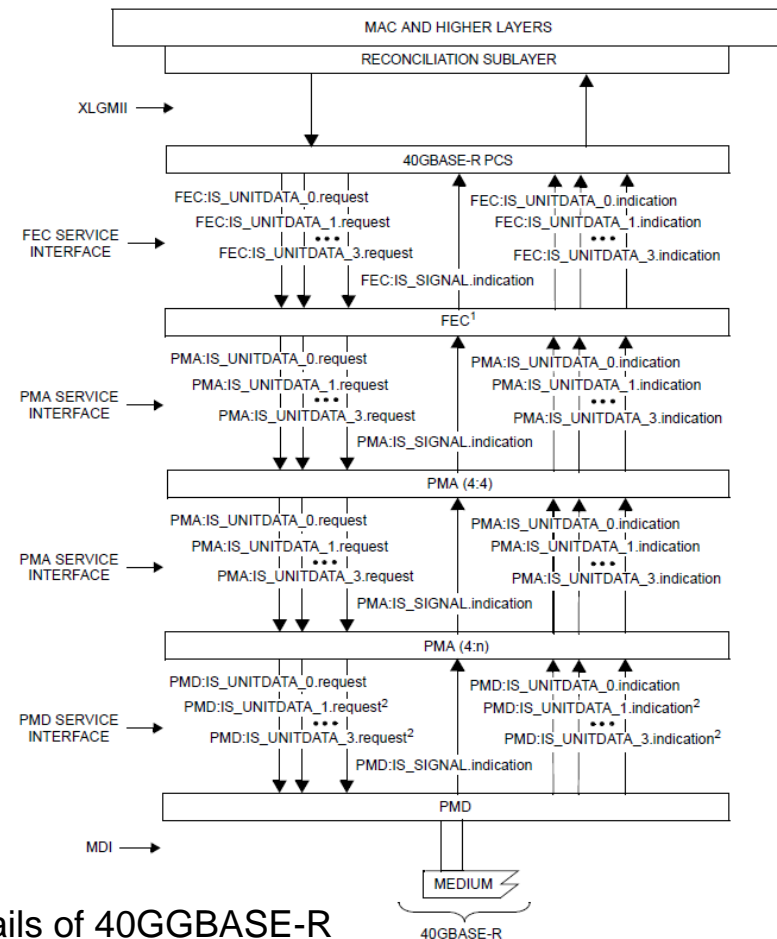 MAC AND HIGHER LAYERS
RECONCILIATION SUBLAYER
XLGMII
40GBASE-R PCS
FEC:IS_UNITDATA_0.request
FEC:IS_UNITDATA_1.request
•••
FEC:IS_UNITDATA_3.request
FEC:IS_SIGNAL.indication
FEC:IS_UNITDATA_0.indication
FEC:IS_UNITDATA_1.indication
•••
FEC:IS_UNITDATA_3.indication
FEC SERVICE
INTERFACE
FEC¹
PMA:IS_UNITDATA_0.request
PMA:IS_UNITDATA_1.request
•••
PMA:IS_UNITDATA_3.request
PMA:IS_SIGNAL.indication
PMA:IS_UNITDATA_0.indication
PMA:IS_UNITDATA_1.indication
•••
PMA:IS_UNITDATA_3.indication
PMA SERVICE
INTERFACE
PMA (4:4)
PMA:IS_UNITDATA_0.request
PMA:IS_UNITDATA_1.request
•••
PMA:IS_UNITDATA_3.request
PMA:IS_SIGNAL.indication
PMA:IS_UNITDATA_0.indication
PMA:IS_UNITDATA_1.indication
•••
PMA:IS_UNITDATA_3.indication
PMA SERVICE
INTERFACE
PMA (4:n)
PMD:IS_UNITDATA_0.request
PMD:IS_UNITDATA_1.request²
•••
PMD:IS_UNITDATA_3.request²
PMD:IS_SIGNAL.indication
PMD:IS_UNITDATA_0.indication
PMD:IS_UNITDATA_1.indication²
•••
PMD:IS_UNITDATA_3.indication²
PMD SERVICE
INTERFACE
PMD
MDI
MEDIUM
40GBASE-R
ails of 40GGBASE-R